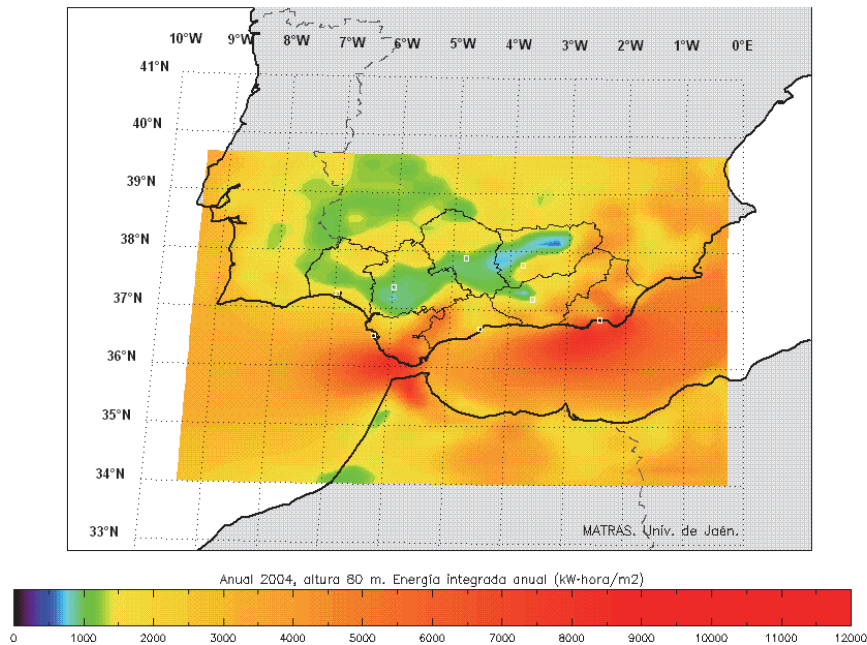 10°W 9°W 8°W 7°W 6°W 5°W 4°W 3°W 2°W 1°W 0°E
41°N
40°N
39°N
38°N
37°N
36°N
35°N
34°N
33°N
MATRAS. Univ. de Jaén.
Anual 2004, altura 80 m. Energía integrada anual (kW·hora/m2)
0 1000 2000 3000 4000 5000 6000 7000 8000 9000 10000 11000 12000